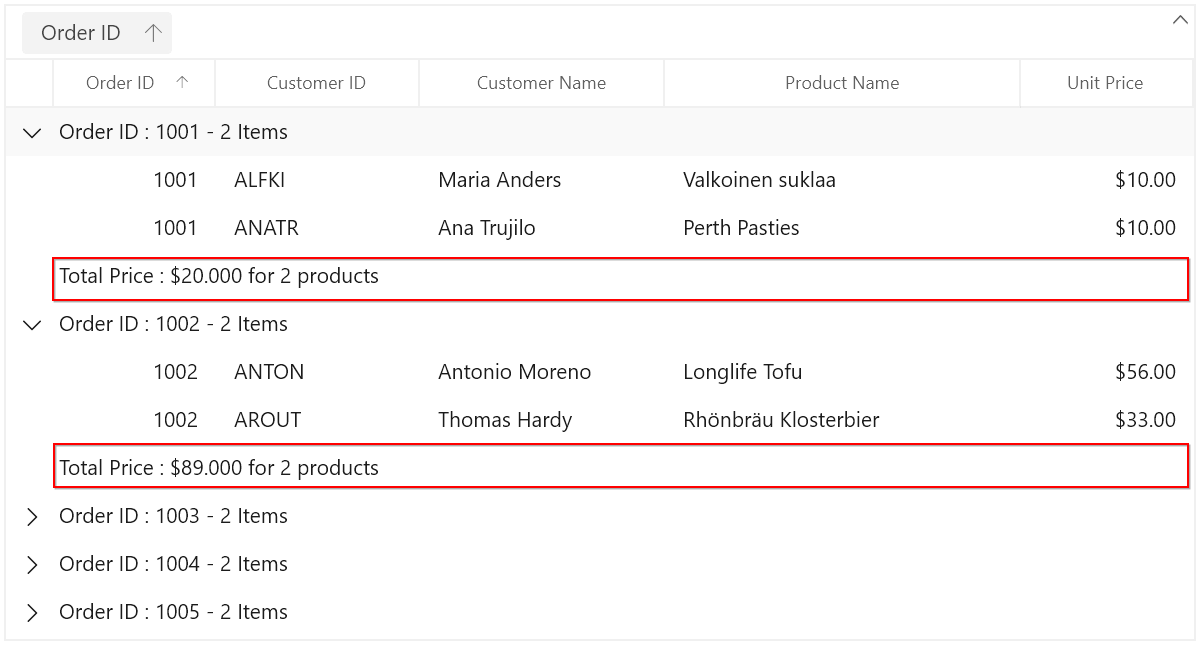 Order ID
Order ID Customer ID Customer Name Product Name Unit Price
Order ID : 1001 - 2 Items
1001 ALFKI Maria Anders Valkoinen suklaa $10.00
1001 ANATR Ana Trujilo Perth Pasties $10.00
Total Price : $20.000 for 2 products
Order ID : 1002 - 2 Items
1002 ANTON Antonio Moreno Longlife Tofu $56.00
1002 AROUT Thomas Hardy Rhönbräu Klosterbier $33.00
Total Price : $89.000 for 2 products
Order ID : 1003 - 2 Items
Order ID : 1004 - 2 Items
Order ID : 1005 - 2 Items